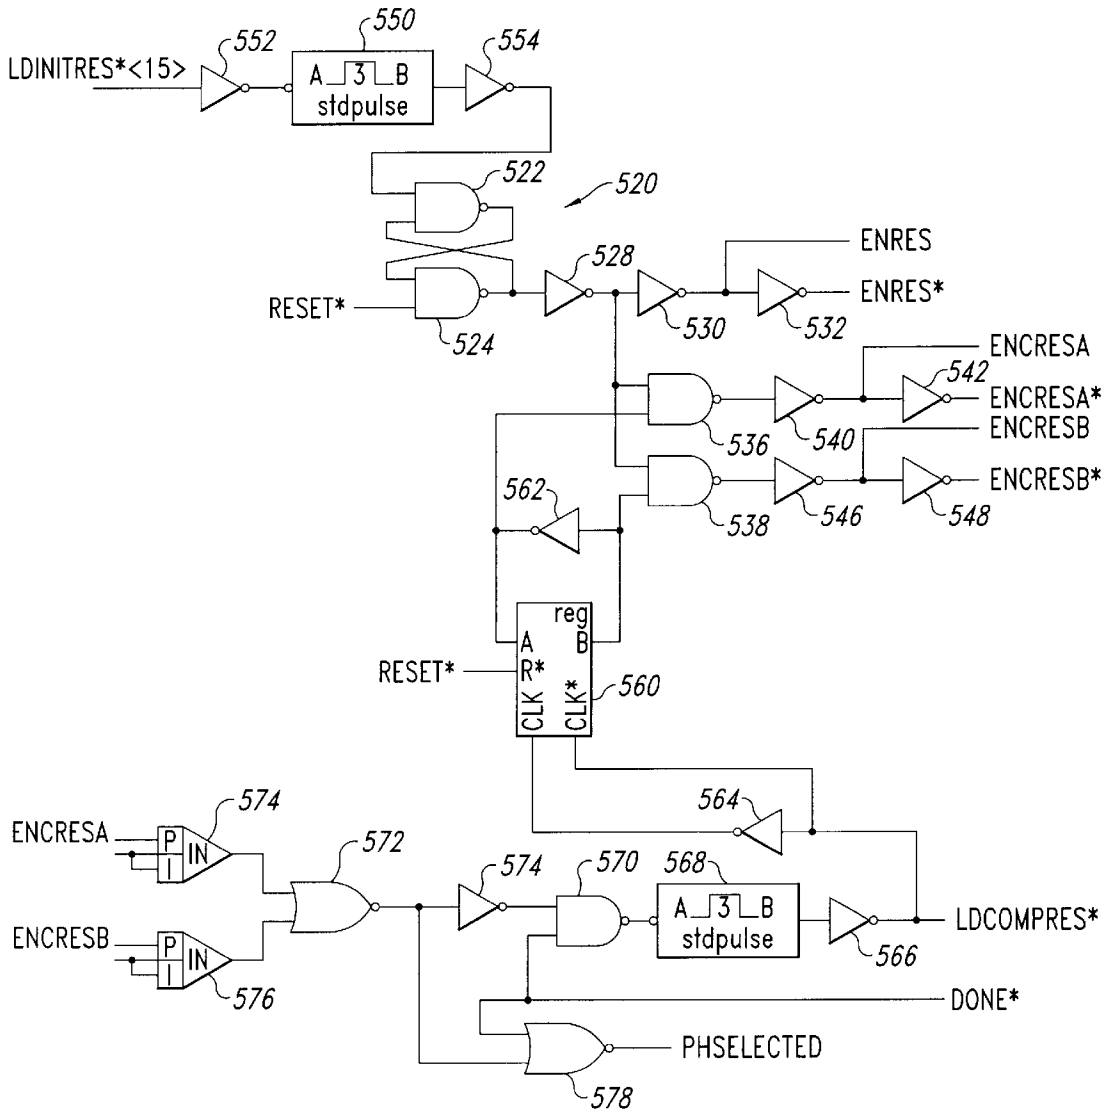 552
550
554
LDINITRES*<15>
A 3 B
stdpulse
522
520
ENRES
528
ENRES*
RESET*
524
530
532
ENCRESA
542
ENCRESA*
536
540
ENCRESB
562
ENCRESB*
538
546
548
reg
A
B
RESET*
R*
560
CLK
CLK*
574
564
ENCRESA
P
IN
I
572
574
570
568
A 3 B
stdpulse
LDCOMPRES*
ENCRESB
P
IN
I
566
576
DONE*
PHSELECTED
578